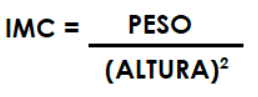 IMC = PESO
(ALTURA)²